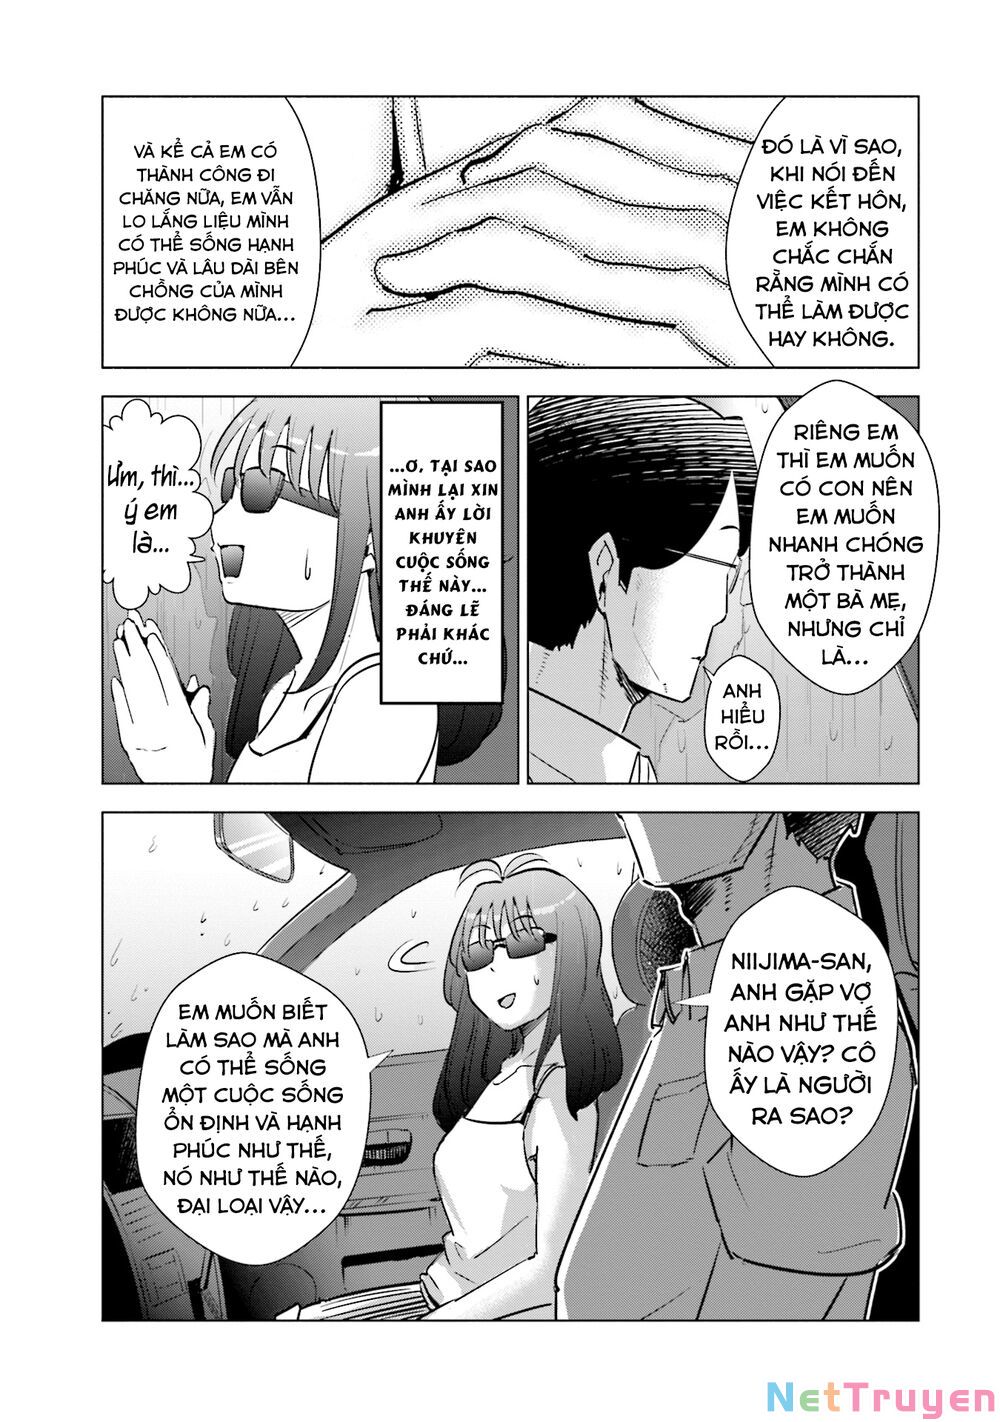 ĐÓ LÀ VÌ SAO,
KHI NÓI ĐẾN
VIỆC KẾT HÔN,
EM KHÔNG
CHẮC CHẮN
RẰNG MÌNH CÓ
THỂ LÀM ĐƯỢC
HAY KHÔNG.
VÀ KỂ CẢ EM CÓ
THÀNH CÔNG ĐI
CHĂNG NỮA, EM VẪN
LO LẮNG LIỆU MÌNH
CÓ THỂ SỐNG HẠNH
PHÚC VÀ LÂU DÀI BÊN
CHỒNG CỦA MÌNH
ĐƯỢC KHÔNG NỮA...
RIÊNG EM
THÌ EM MUỐN
CÓ CON NÊN
EM MUỐN
NHANH CHÓNG
TRỞ THÀNH
MỘT BÀ MẸ,
NHƯNG CHỈ
LÀ...
ANH
HIỂU
RỒI...
...Ơ, TẠI SAO
MÌNH LẠI XIN
ANH ẤY LỜI
KHUYÊN
CUỘC SỐNG
THẾ NÀY...
ĐÁNG LẼ
PHẢI KHÁC
CHỨ...
Ưm, thì...
ý em
là...
NIIJIMA-SAN,
ANH GẶP VỢ
ANH NHƯ THẾ
NÀO VẬY? CÔ
ẤY LÀ NGƯỜI
RA SAO?
EM MUỐN BIẾT
LÀM SAO MÀ ANH
CÓ THỂ SỐNG
MỘT CUỘC SỐNG
ỔN ĐỊNH VÀ HẠNH
PHÚC NHƯ THẾ,
NÓ NHƯ THẾ NÀO,
ĐẠI LOẠI VẬY...
NetTruyen